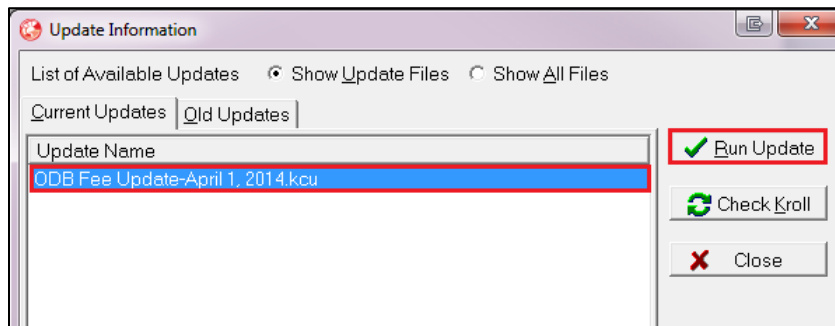 Update Information
List of Available Updates Show Update Files Show All Files
Current Updates Old Updates
Update Name
ODB Fee Update-April 1, 2014.kcu
Run Update
Check Kroll
Close